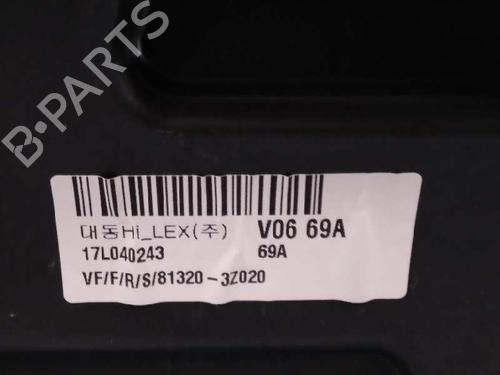 B·PARTS
대동Hi_LEX(주) V06 69A
17L040243 69A
VF/F/R/S/81320-3Z020